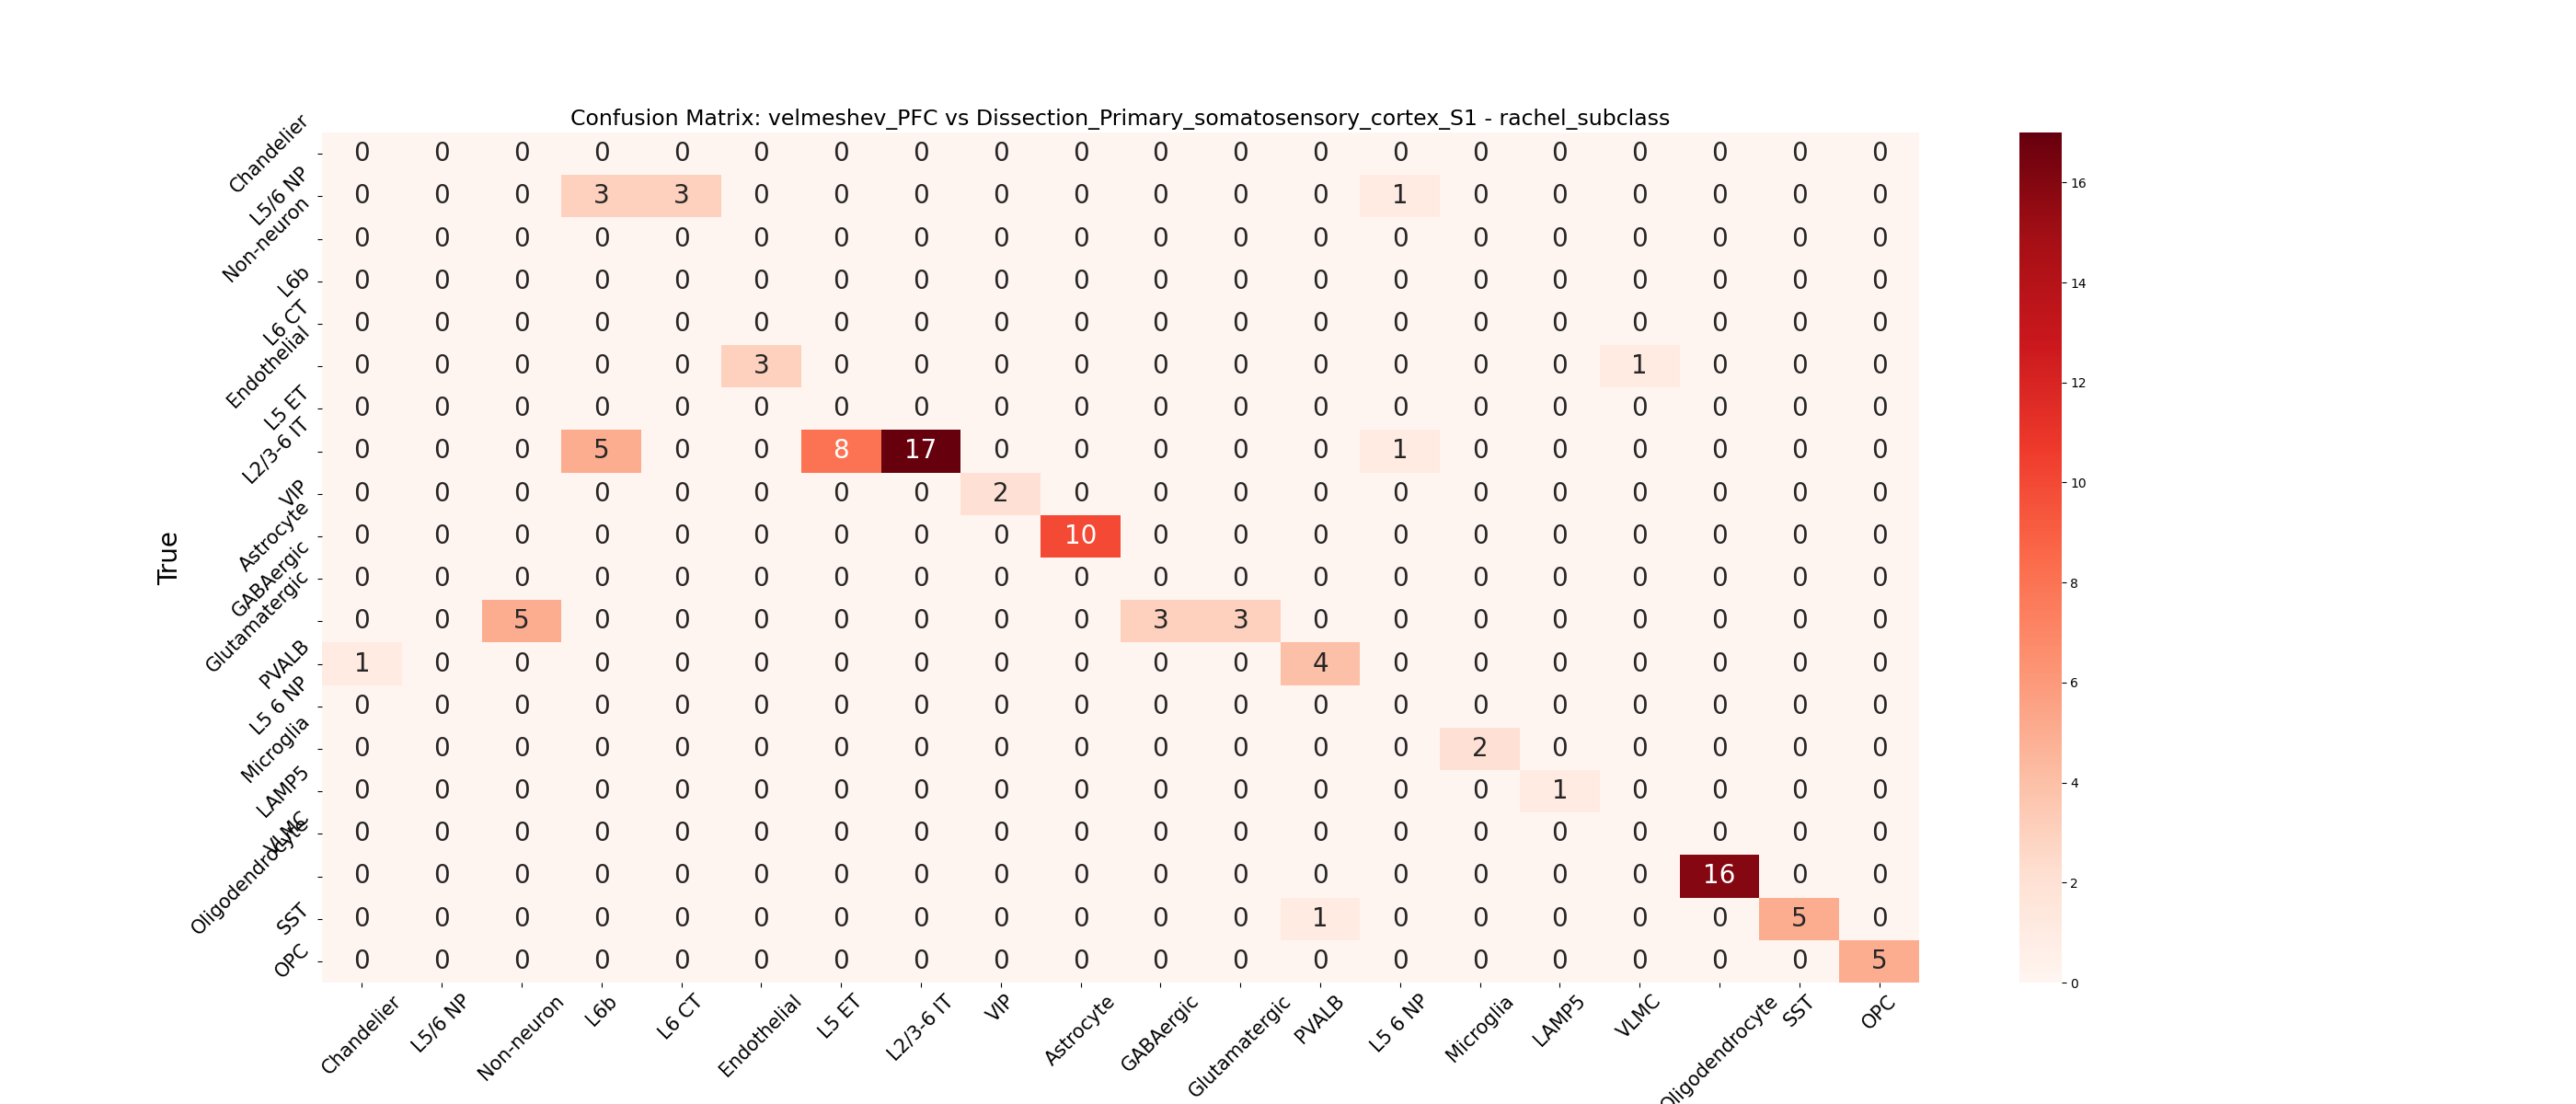 Confusion Matrix: velmeshev_PFC vs Dissection_Primary_somatosensory_cortex_S1 - rachel_subclass
True
Chandelier 0 0 0 0 0 0 0 0 0 0 0 0 0 0 0 0 0 0 0 0
L5/6 NP 0 0 0 3 3 0 0 0 0 0 0 0 0 1 0 0 0 0 0 0
Non-neuron 0 0 0 0 0 0 0 0 0 0 0 0 0 0 0 0 0 0 0 0
L6b 0 0 0 0 0 0 0 0 0 0 0 0 0 0 0 0 0 0 0 0
L6 CT 0 0 0 0 0 0 0 0 0 0 0 0 0 0 0 0 0 0 0 0
Endothelial 0 0 0 0 0 3 0 0 0 0 0 0 0 0 0 0 1 0 0 0
L5 ET 0 0 0 0 0 0 0 0 0 0 0 0 0 0 0 0 0 0 0 0
L2/3-6 IT 0 0 0 5 0 0 8 17 0 0 0 0 0 1 0 0 0 0 0 0
VIP 0 0 0 0 0 0 0 0 2 0 0 0 0 0 0 0 0 0 0 0
Astrocyte 0 0 0 0 0 0 0 0 0 10 0 0 0 0 0 0 0 0 0 0
GABAergic 0 0 0 0 0 0 0 0 0 0 0 0 0 0 0 0 0 0 0 0
Glutamatergic 0 0 5 0 0 0 0 0 0 0 3 3 0 0 0 0 0 0 0 0
PVALB 1 0 0 0 0 0 0 0 0 0 0 0 4 0 0 0 0 0 0 0
L5 6 NP 0 0 0 0 0 0 0 0 0 0 0 0 0 0 0 0 0 0 0 0
Microglia 0 0 0 0 0 0 0 0 0 0 0 0 0 0 2 0 0 0 0 0
LAMP5 0 0 0 0 0 0 0 0 0 0 0 0 0 0 0 1 0 0 0 0
VLMC 0 0 0 0 0 0 0 0 0 0 0 0 0 0 0 0 0 0 0 0
Oligodendrocyte 0 0 0 0 0 0 0 0 0 0 0 0 0 0 0 0 0 16 0 0
SST 0 0 0 0 0 0 0 0 0 0 0 0 1 0 0 0 0 0 5 0
OPC 0 0 0 0 0 0 0 0 0 0 0 0 0 0 0 0 0 0 0 5
Chandelier L5/6 NP Non-neuron L6b L6 CT Endothelial L5 ET L2/3-6 IT VIP Astrocyte GABAergic Glutamatergic PVALB L5 6 NP Microglia LAMP5 VLMC Oligodendrocyte SST OPC
16
14
12
10
8
6
4
2
0